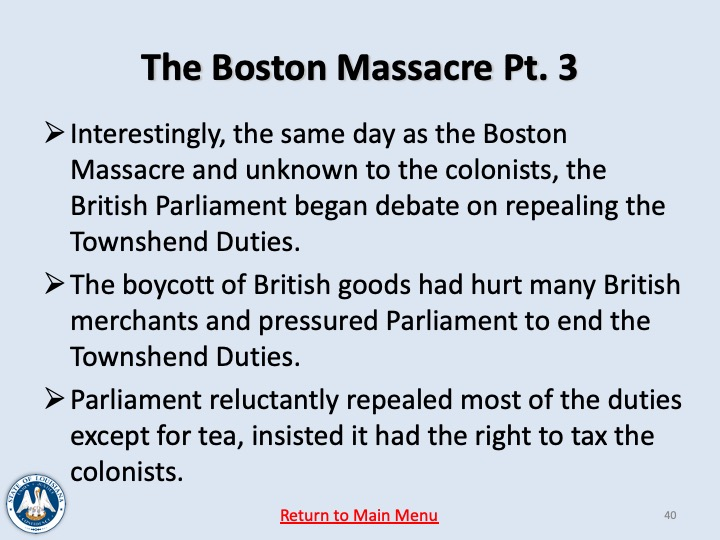 The Boston Massacre Pt. 3
➢ Interestingly, the same day as the Boston
Massacre and unknown to the colonists, the
British Parliament began debate on repealing the
Townshend Duties.
➢ The boycott of British goods had hurt many British
merchants and pressured Parliament to end the
Townshend Duties.
➢ Parliament reluctantly repealed most of the duties
except for tea, insisted it had the right to tax the
colonists.
STATE OF LOUISIANA
Return to Main Menu
40